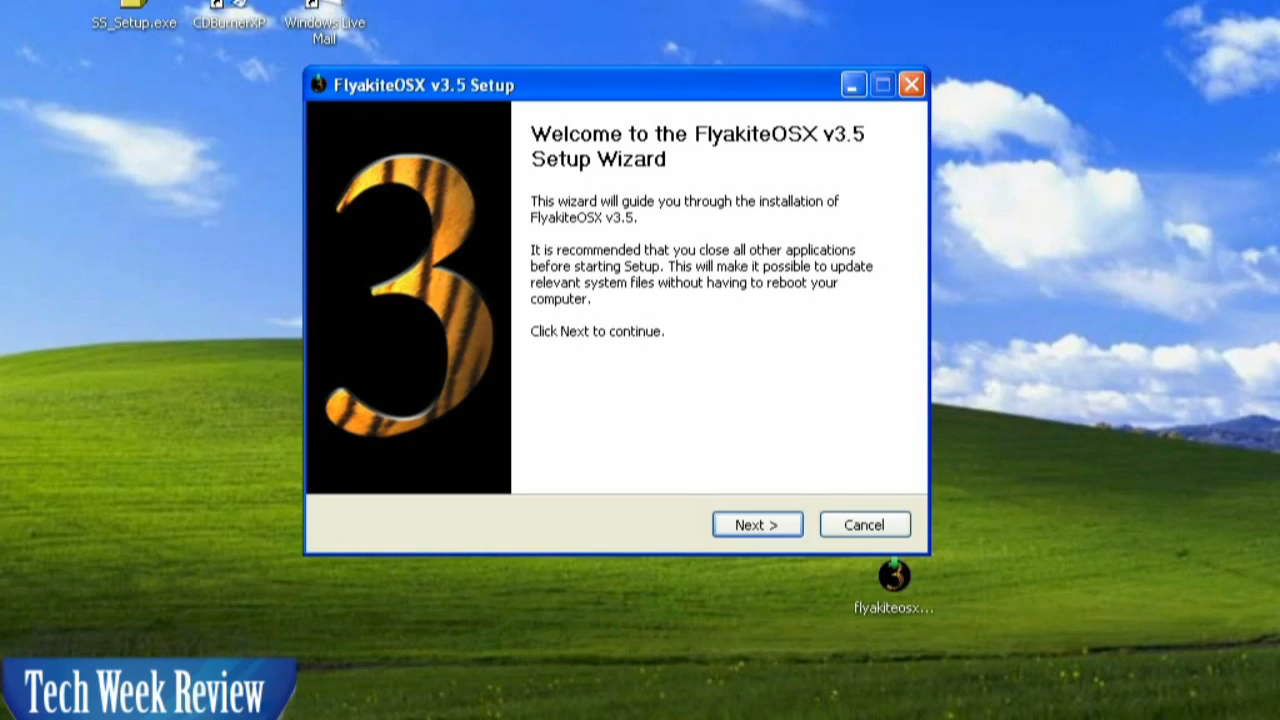 SS_Setup.exe
CDBurnerXP
Windows Live
Mail
FlyakiteOSX v3.5 Setup
3
Welcome to the FlyakiteOSX v3.5
Setup Wizard
This wizard will guide you through the installation of
FlyakiteOSX v3.5.
It is recommended that you close all other applications
before starting Setup. This will make it possible to update
relevant system files without having to reboot your
computer.
Click Next to continue.
Next >
Cancel
3
flyakiteosx...
Tech Week Review